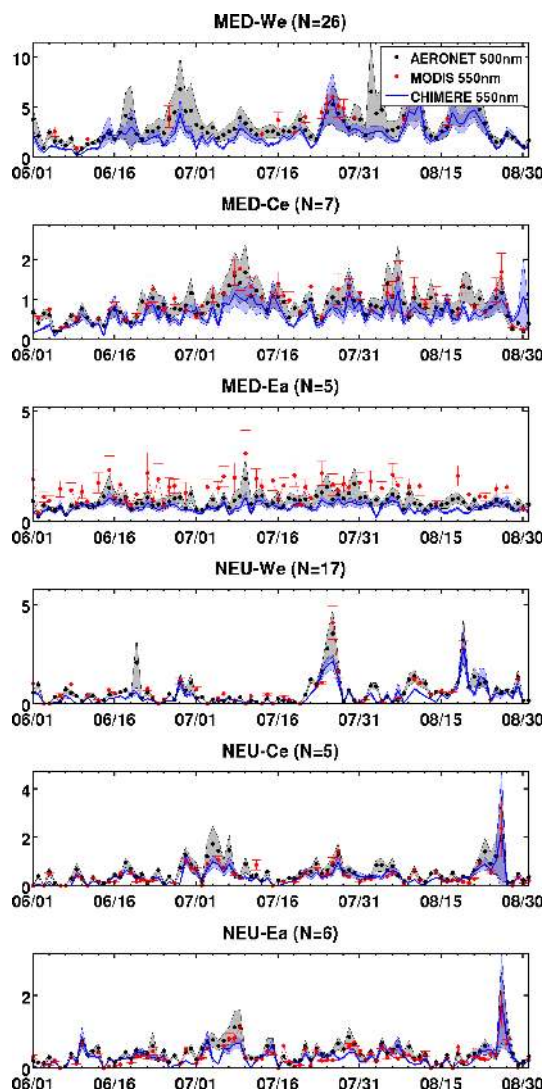 MED-We (N=26)
10
5
0
AERONET 500nm
MODIS 550nm
CHIMERE 550nm
06/01 06/16 07/01 07/16 07/31 08/15 08/30
MED-Ce (N=7)
2
1
0
06/01 06/16 07/01 07/16 07/31 08/15 08/30
MED-Ea (N=5)
5
0
06/01 06/16 07/01 07/16 07/31 08/15 08/30
NEU-We (N=17)
5
0
06/01 06/16 07/01 07/16 07/31 08/15 08/30
NEU-Ce (N=5)
4
2
0
06/01 06/16 07/01 07/16 07/31 08/15 08/30
NEU-Ea (N=6)
2
0
06/01 06/16 07/01 07/16 07/31 08/15 08/30